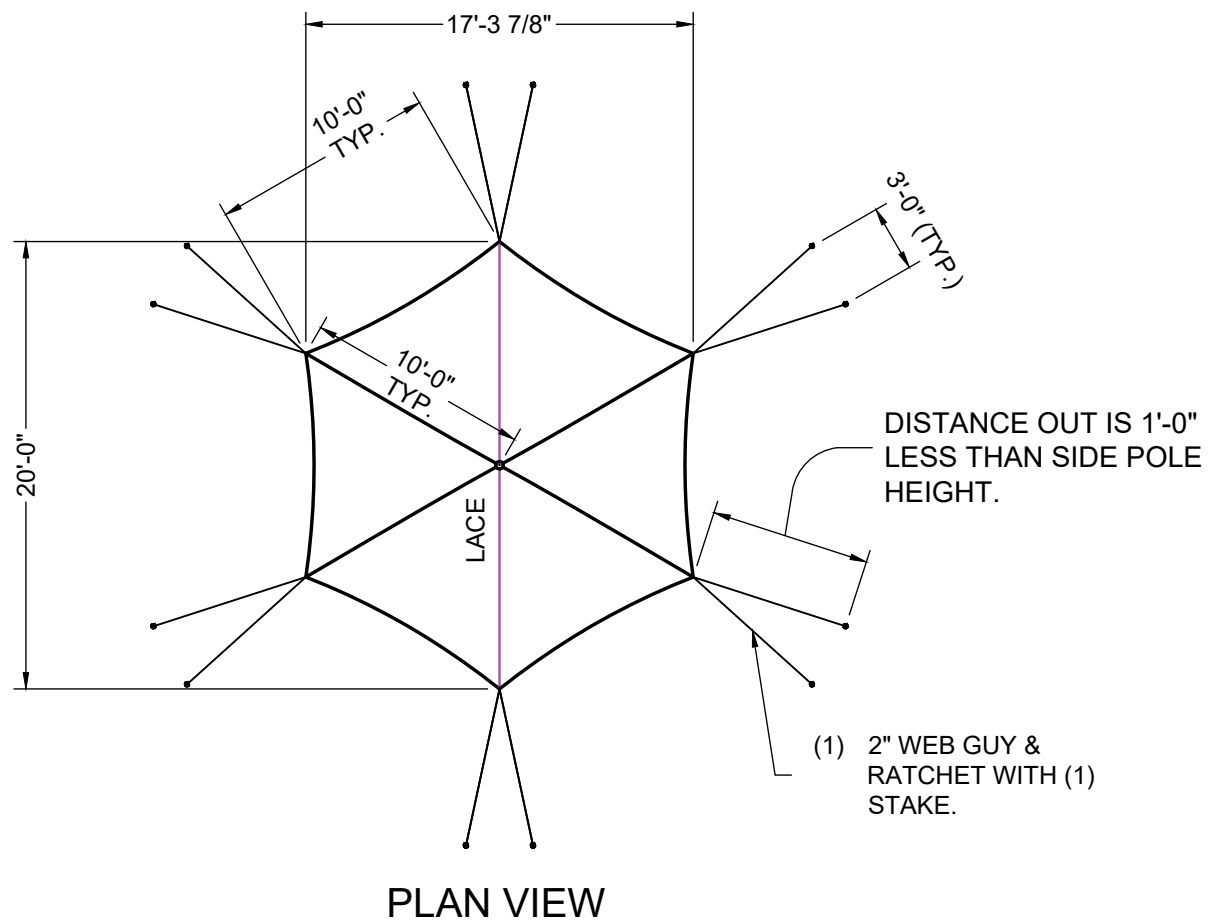 17'-3 7/8"
10'-0"
TYP.
3'-0" (TYP.)
10'-0"
TYP.
20'-0"
LACE
DISTANCE OUT IS 1'-0"
LESS THAN SIDE POLE
HEIGHT.
(1) 2" WEB GUY &
RATCHET WITH (1)
STAKE.
PLAN VIEW